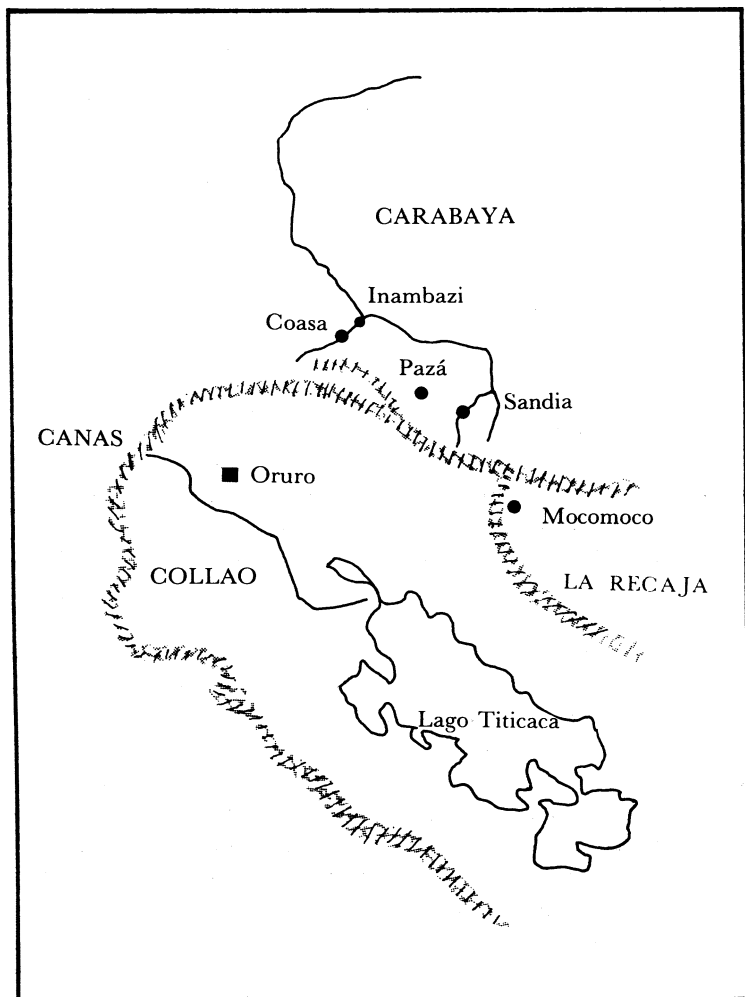 CARABAYA
Inambazi
Coasa
Pazá
Sandia
CANAS
Oruro
Mocomoco
COLLAO
LA RECAJA
Lago Titicaca